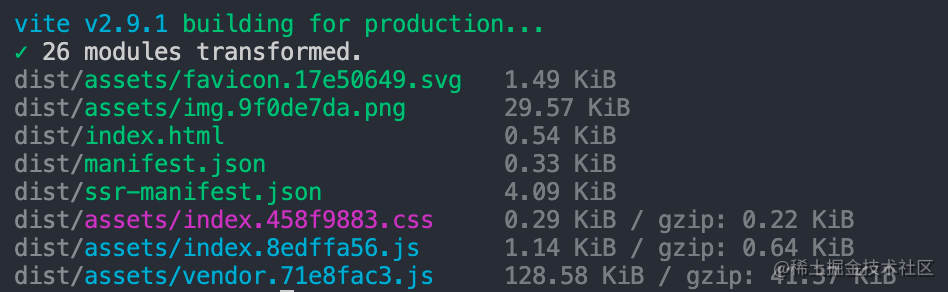 vite v2.9.1 building for production...
✓ 26 modules transformed.
dist/assets/favicon.17e50649.svg 1.49 KiB
dist/assets/img.9f0de7da.png 29.57 KiB
dist/index.html 0.54 KiB
dist/manifest.json 0.33 KiB
dist/ssr-manifest.json 4.09 KiB
dist/assets/index.458f9883.css 0.29 KiB / gzip: 0.22 KiB
dist/assets/index.8edffa56.js 1.14 KiB / gzip: 0.64 KiB
dist/assets/vendor.71e8fac3.js 128.58 KiB / gzip: 41.57 KiB
@稀土掘金技术社区